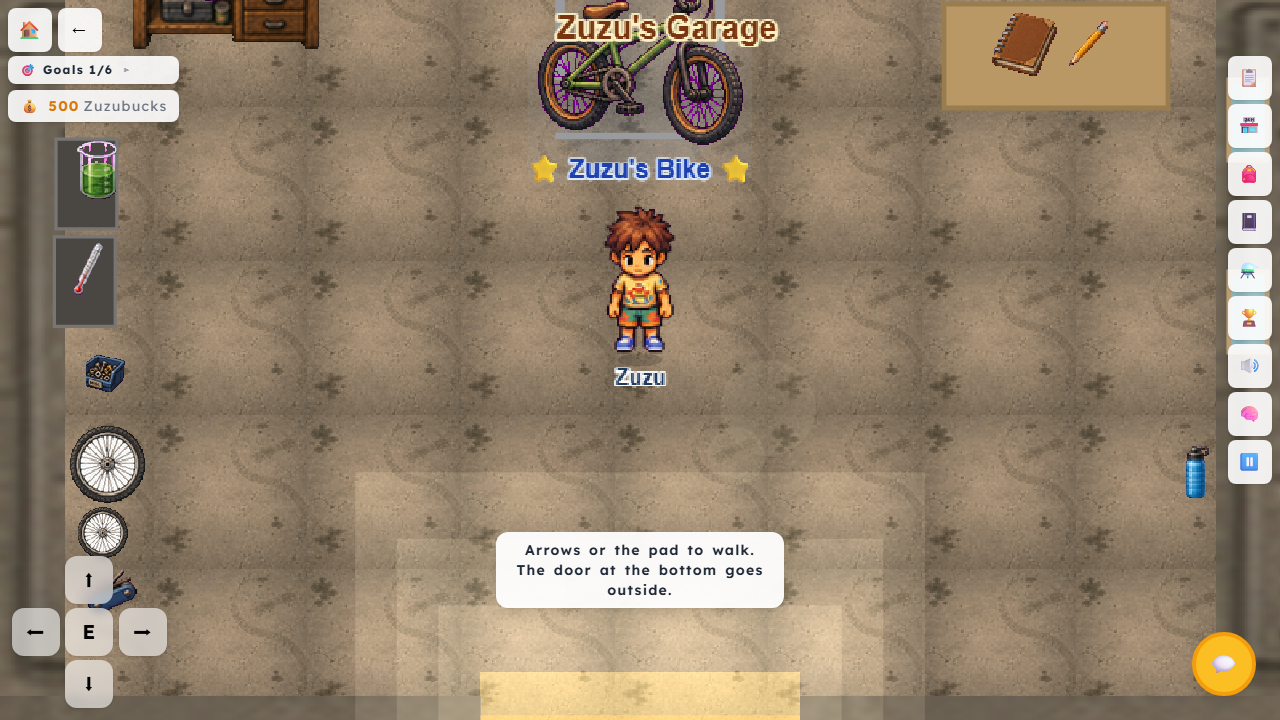 Zuzu's Garage
←
Goals 1/6 ▸
500 Zuzubucks
Zuzu's Bike
Zuzu
Arrows or the pad to walk.
The door at the bottom goes
outside.
↑
← E →
↓